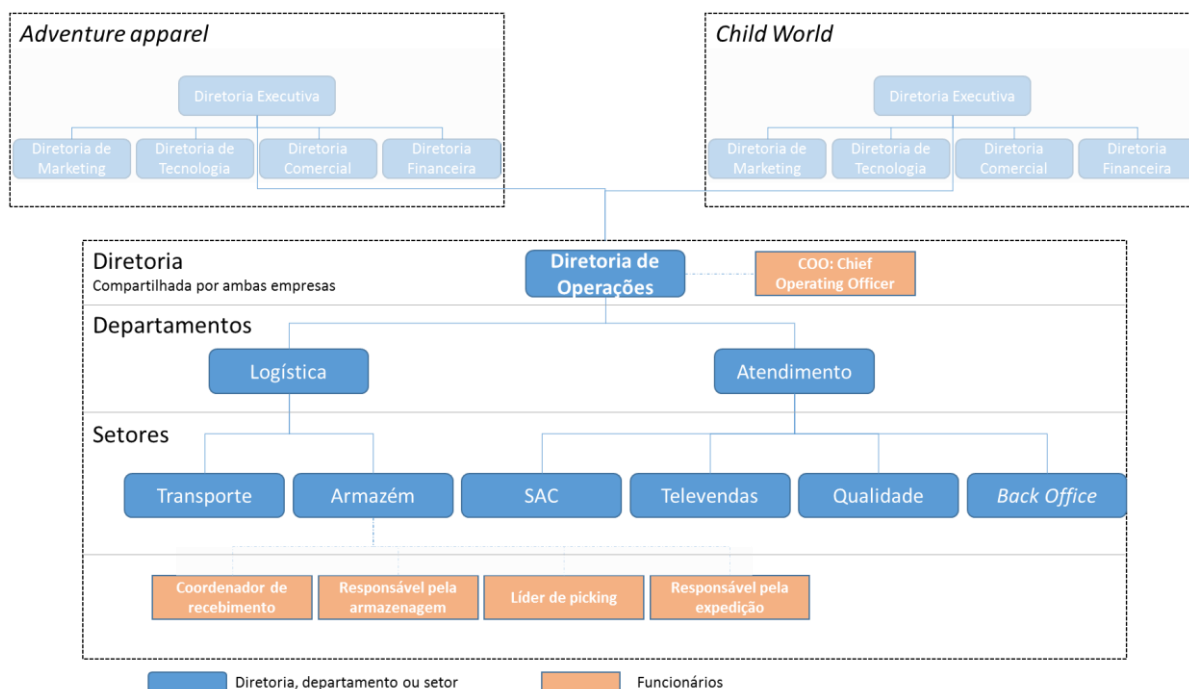 Adventure apparel
Diretoria Executiva
Diretoria de
Marketing
Diretoria de
Tecnologia
Diretoria
Comercial
Diretoria
Financeira
Child World
Diretoria Executiva
Diretoria de
Marketing
Diretoria de
Tecnologia
Diretoria
Comercial
Diretoria
Financeira
Diretoria
Compartilhada por ambas empresas
Diretoria de
Operações
COO: Chief
Operating Officer
Departamentos
Logística
Atendimento
Setores
Transporte
Armazém
SAC
Televendas
Qualidade
Back Office
Coordenador de
recebimento
Responsável pela
armazenagem
Líder de picking
Responsável pela
expedição
Diretoria, departamento ou setor
Funcionários